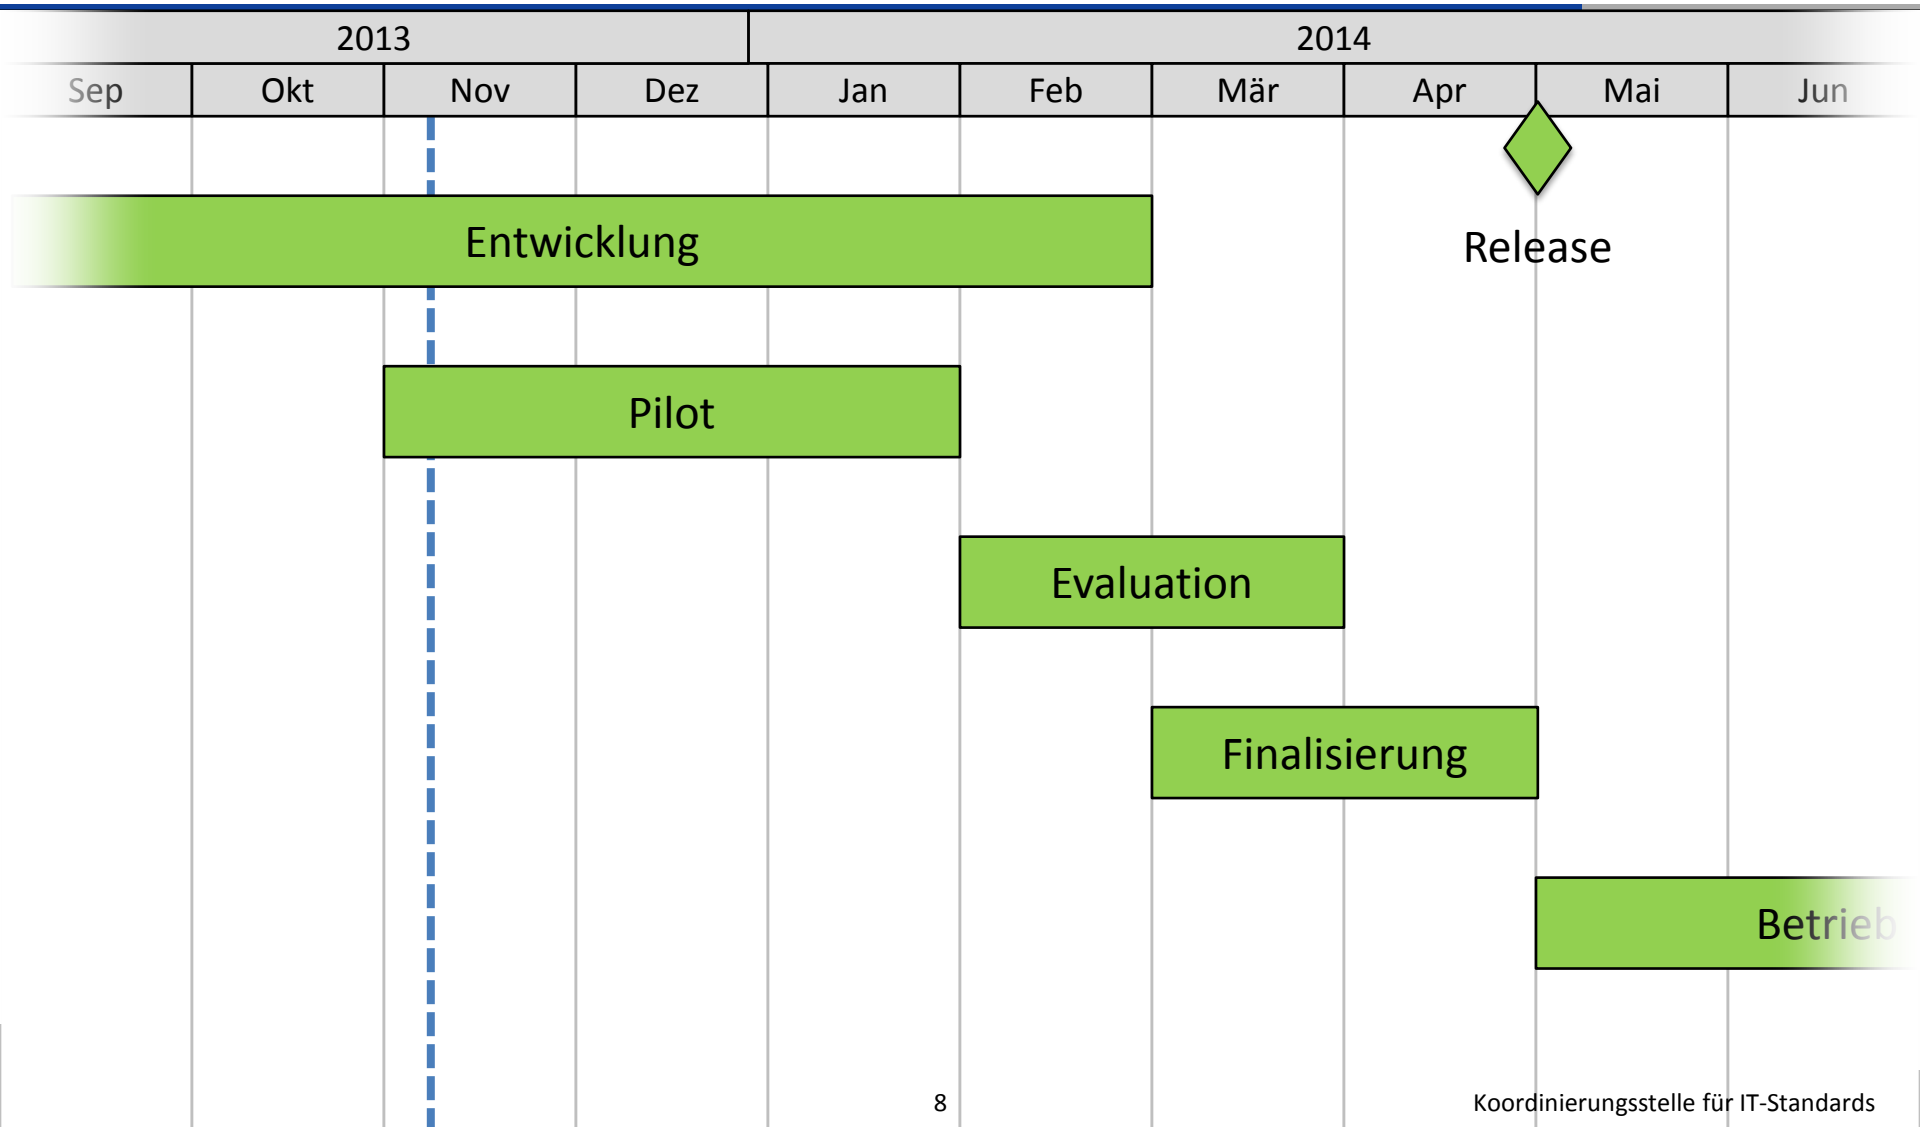 2013 2014
Sep Okt Nov Dez Jan Feb Mär Apr Mai Jun
Entwicklung
Release
Pilot
Evaluation
Finalisierung
Betrieb
8
Koordinierungsstelle für IT-Standards